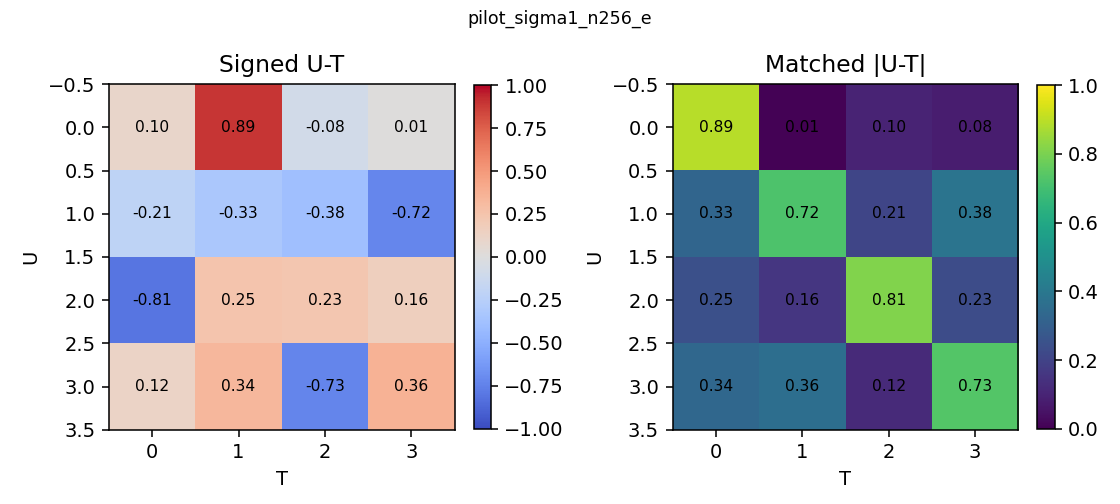 pilot_sigma1_n256_e
Signed U-T
−0.5
0.0
0.5
1.0
1.5
2.0
2.5
3.0
3.5
U
0.10 0.89 -0.08 0.01
-0.21 -0.33 -0.38 -0.72
-0.81 0.25 0.23 0.16
0.12 0.34 -0.73 0.36
0 1 2 3
T
1.00
0.75
0.50
0.25
0.00
−0.25
−0.50
−0.75
−1.00
Matched |U-T|
−0.5
0.0
0.5
1.0
1.5
2.0
2.5
3.0
3.5
U
0.89 0.01 0.10 0.08
0.33 0.72 0.21 0.38
0.25 0.16 0.81 0.23
0.34 0.36 0.12 0.73
0 1 2 3
T
1.0
0.8
0.6
0.4
0.2
0.0